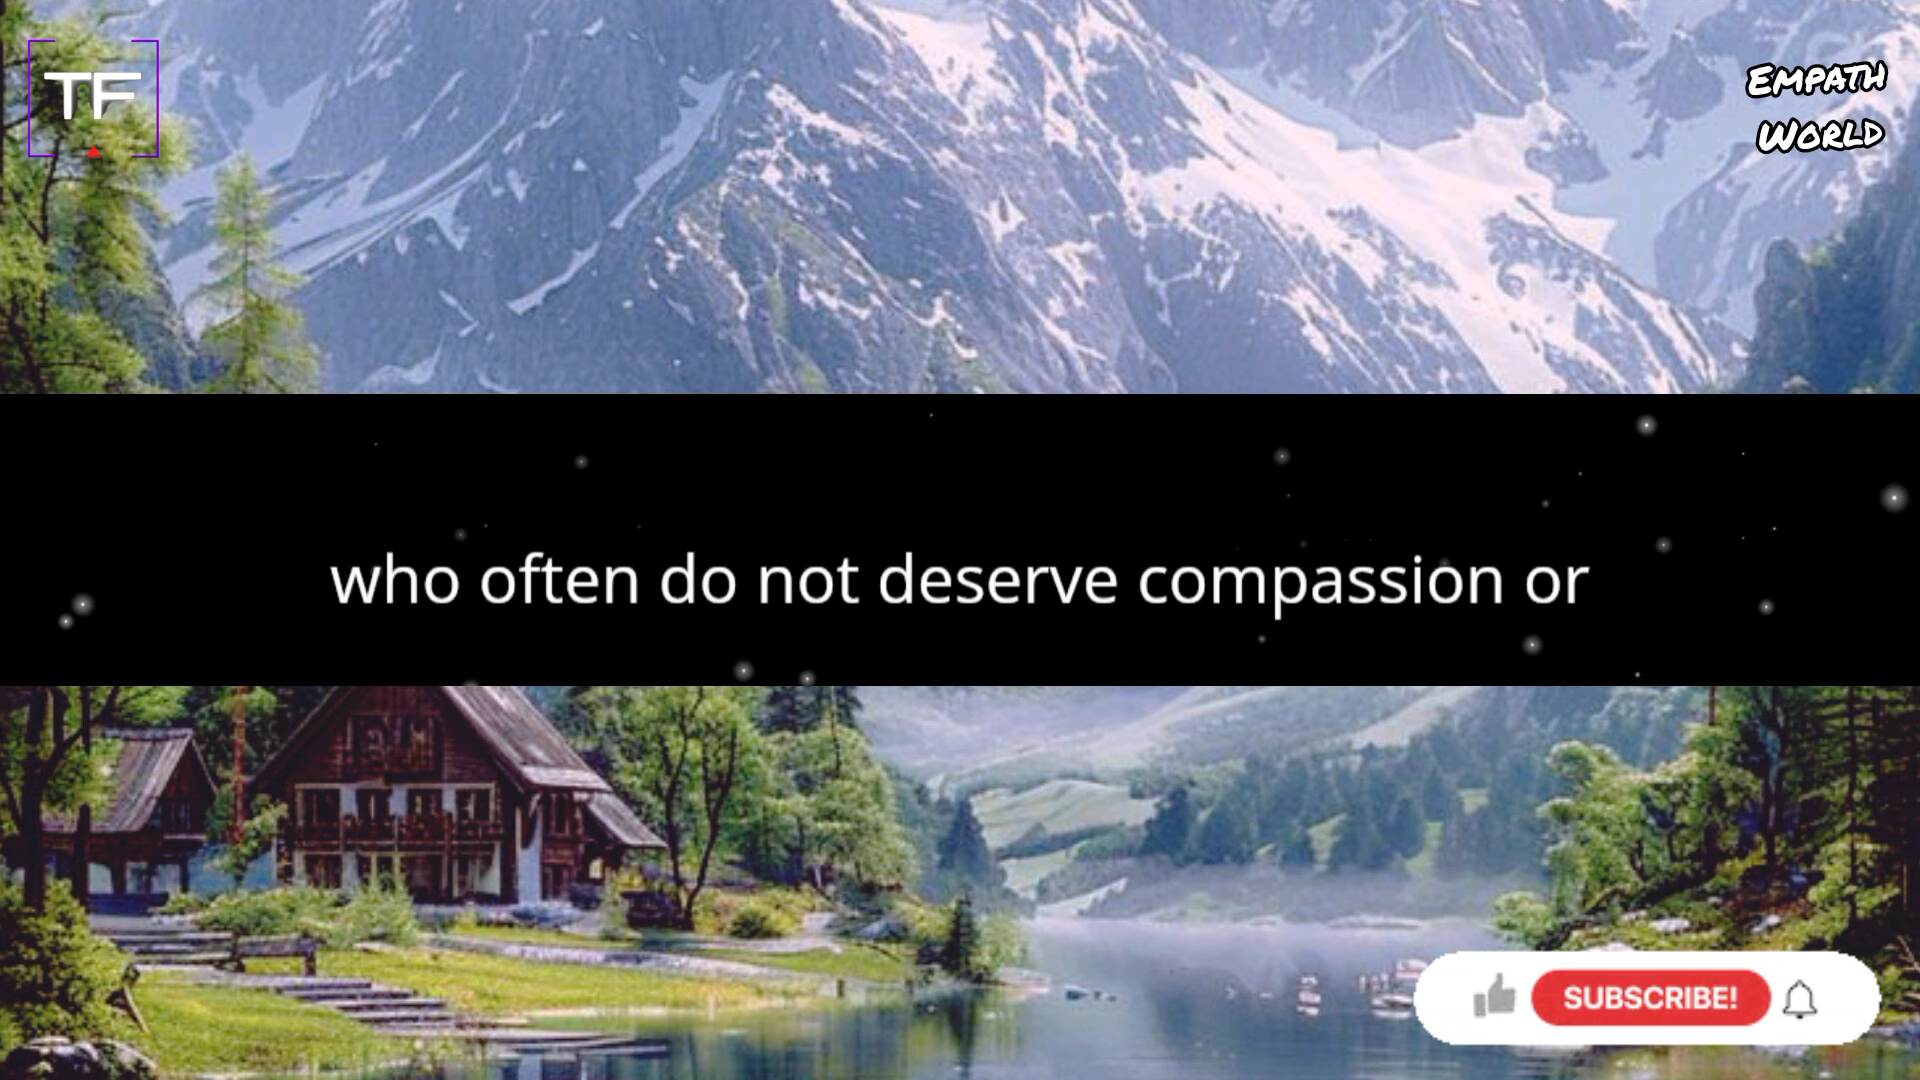 TF
EMPATH
WORLD
who often do not deserve compassion or
SUBSCRIBE!